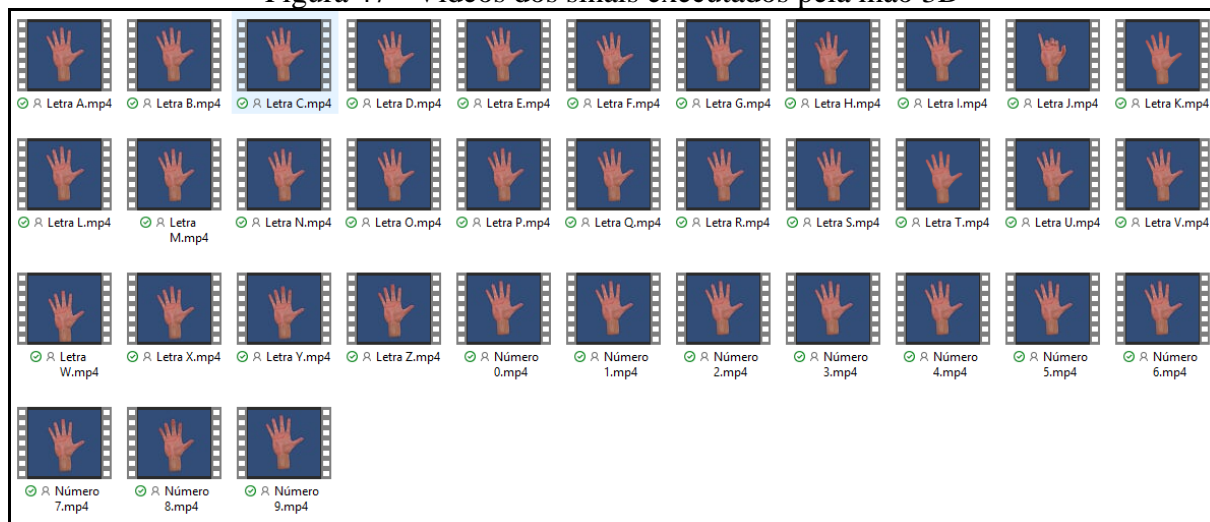 Figura 47 – Vídeos dos sinais executados pela mão 3D
Letra A.mp4 Letra B.mp4 Letra C.mp4 Letra D.mp4 Letra E.mp4 Letra F.mp4 Letra G.mp4 Letra H.mp4 Letra I.mp4 Letra J.mp4 Letra K.mp4
Letra L.mp4 Letra M.mp4 Letra N.mp4 Letra O.mp4 Letra P.mp4 Letra Q.mp4 Letra R.mp4 Letra S.mp4 Letra T.mp4 Letra U.mp4 Letra V.mp4
Letra W.mp4 Letra X.mp4 Letra Y.mp4 Letra Z.mp4 Número 0.mp4 Número 1.mp4 Número 2.mp4 Número 3.mp4 Número 4.mp4 Número 5.mp4 Número 6.mp4
Número 7.mp4 Número 8.mp4 Número 9.mp4